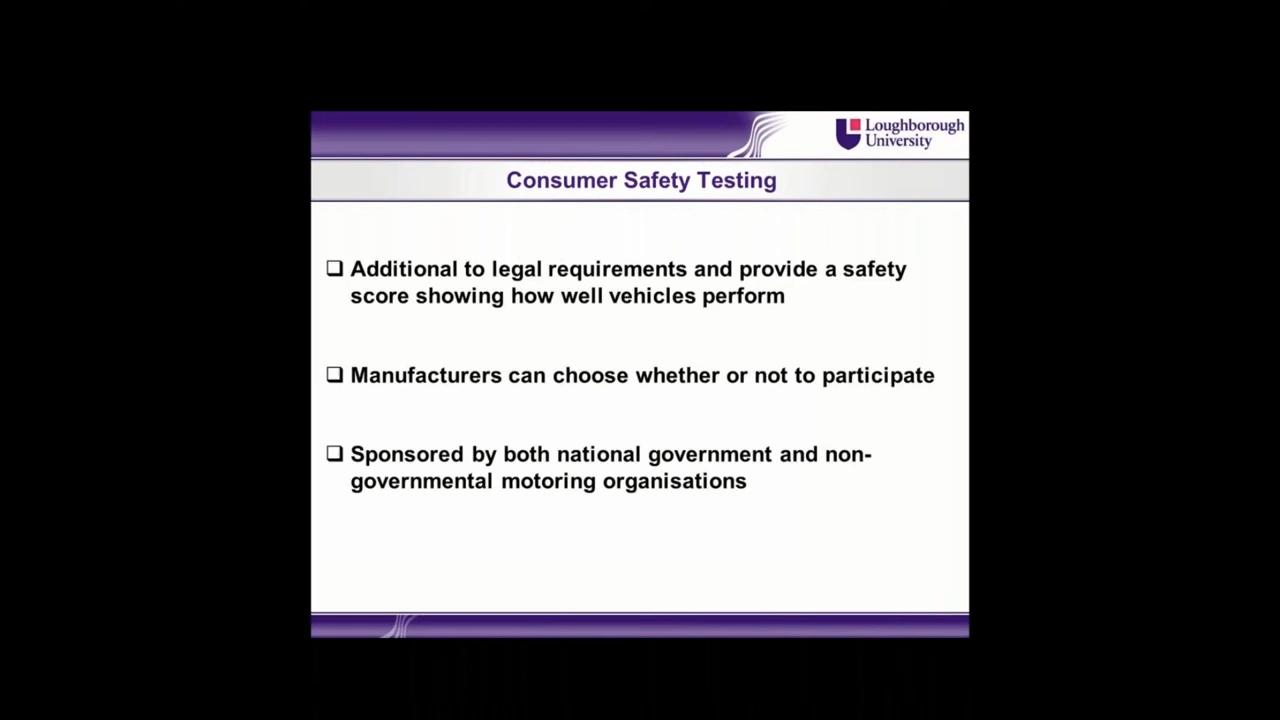 Loughborough
University
Consumer Safety Testing
❑ Additional to legal requirements and provide a safety
score showing how well vehicles perform
❑ Manufacturers can choose whether or not to participate
❑ Sponsored by both national government and non-
governmental motoring organisations